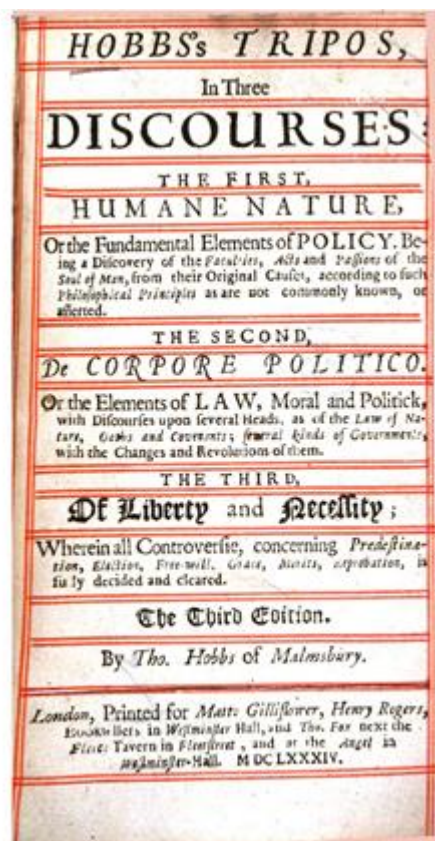 HOBBS's TRIPOS,
In Three
DISCOURSES:
THE FIRST,
HUMANE NATURE,
Or the Fundamental Elements of POLICY. Be-
ing a Discovery of the Faculties, Acts and Passions of the
Soul of Man, from their Original Causes, according to such
Philosophical Principles as are not commonly known, or
asserted.
THE SECOND,
De CORPORE POLITICO.
Or the Elements of LAW, Moral and Politick,
with Discourses upon several Heads, as of the Law of Na-
ture, Oaths and Covenants; several kinds of Governments,
with the Changes and Revolutions of them.
THE THIRD,
Of Liberty and Necessity;
Wherein all Controversie, concerning Predestina-
tion, Election, Free-will, Grace, Merits, Reprobation, is
fully decided and cleared.
The Third Edition.
By Tho. Hobbs of Malmsbury.
London, Printed for Matt: Gilliflower, Henry Rogers,
Booksellers in Westminster Hall, and Tho. Fox next the
Fleece Tavern in Fleetstreet, and at the Angel in
Westminster-Hall. MDCLXXXIV.